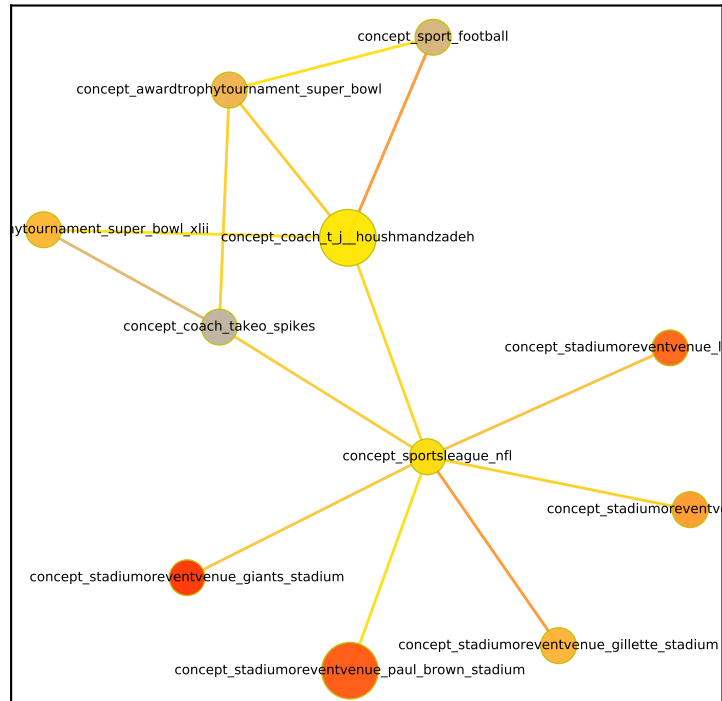 concept_sport_football
concept_awardtrophytournament_super_bowl
ytournament_super_bowl_xlii
concept_coach_t_j__houshmandzadeh
concept_coach_takeo_spikes
concept_stadiumoreventvenue_l
concept_sportsleague_nfl
concept_stadiumoreventv
concept_stadiumoreventvenue_giants_stadium
concept_stadiumoreventvenue_gillette_stadium
concept_stadiumoreventvenue_paul_brown_stadium